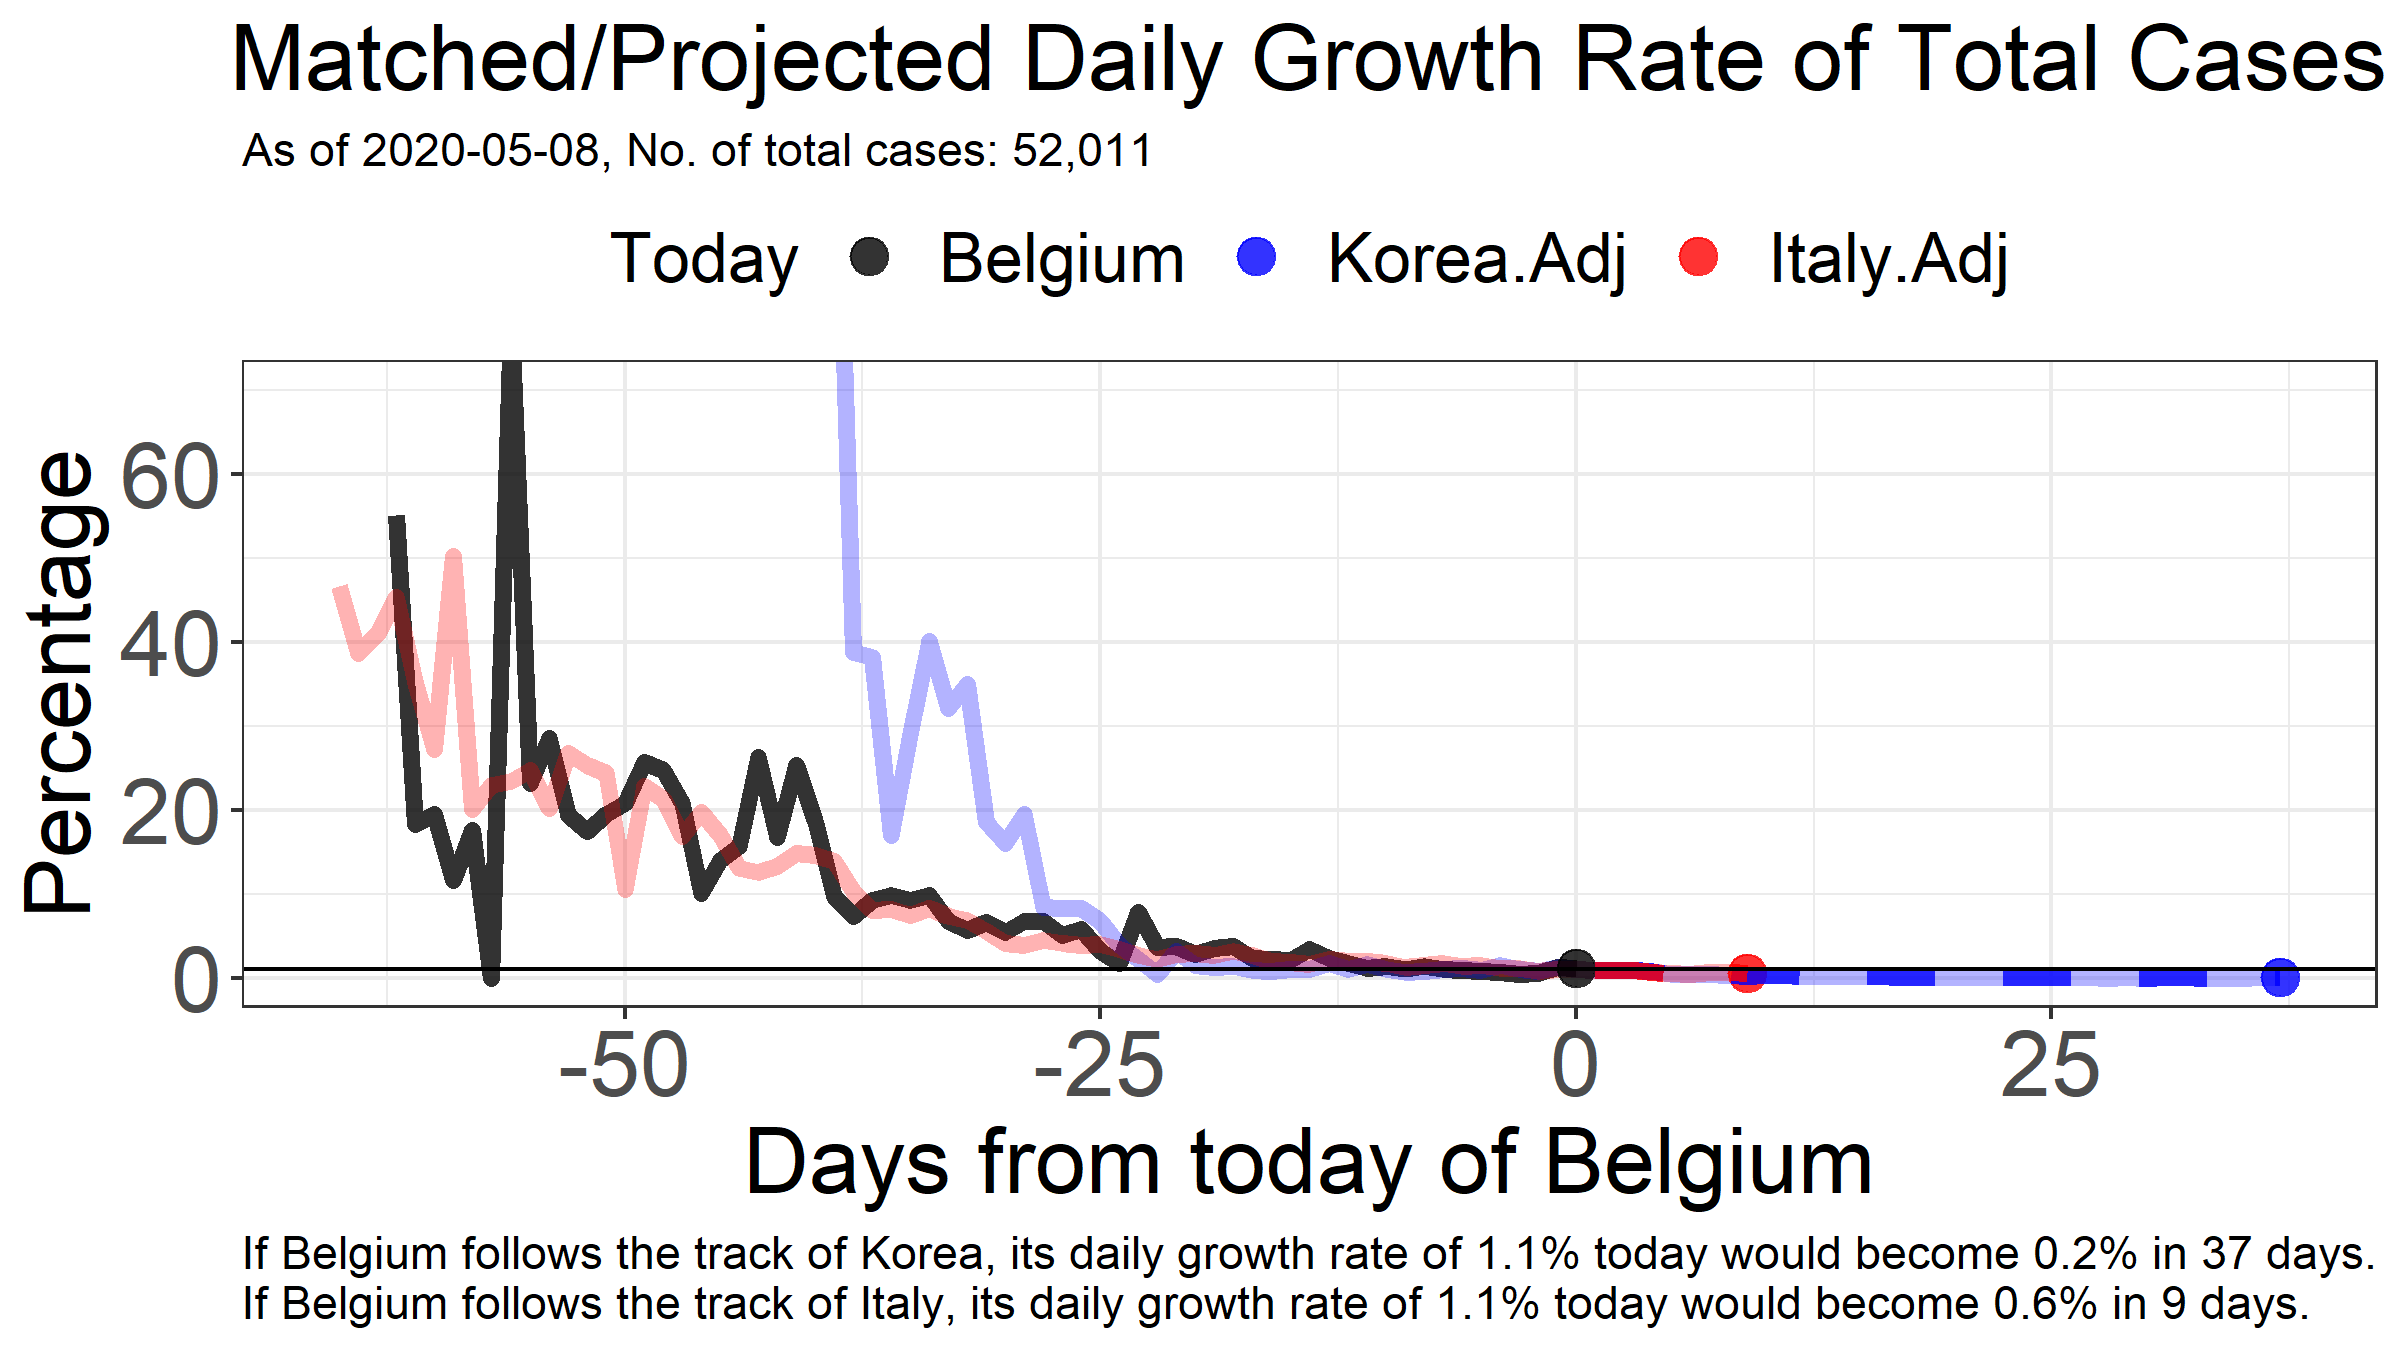 Matched/Projected Daily Growth Rate of Total Cases
As of 2020-05-08, No. of total cases: 52,011
Today Belgium Korea.Adj Italy.Adj
Percentage
60
40
20
0
-50 -25 0 25
Days from today of Belgium
If Belgium follows the track of Korea, its daily growth rate of 1.1% today would become 0.2% in 37 days.
If Belgium follows the track of Italy, its daily growth rate of 1.1% today would become 0.6% in 9 days.